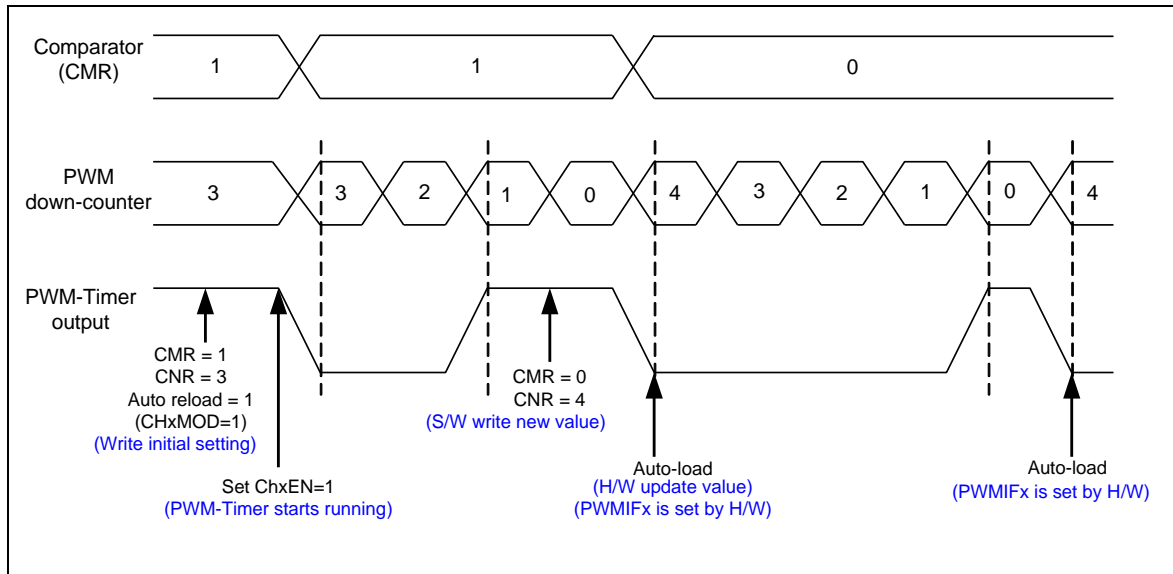 Comparator
(CMR)
1
1
0
PWM
down-counter
3
3
2
1
0
4
3
2
1
0
4
PWM-Timer
output
CMR = 1
CNR = 3
Auto reload = 1
(CHxMOD=1)
(Write initial setting)
Set ChxEN=1
(PWM-Timer starts running)
CMR = 0
CNR = 4
(S/W write new value)
Auto-load
(H/W update value)
(PWMIFx is set by H/W)
Auto-load
(PWMIFx is set by H/W)